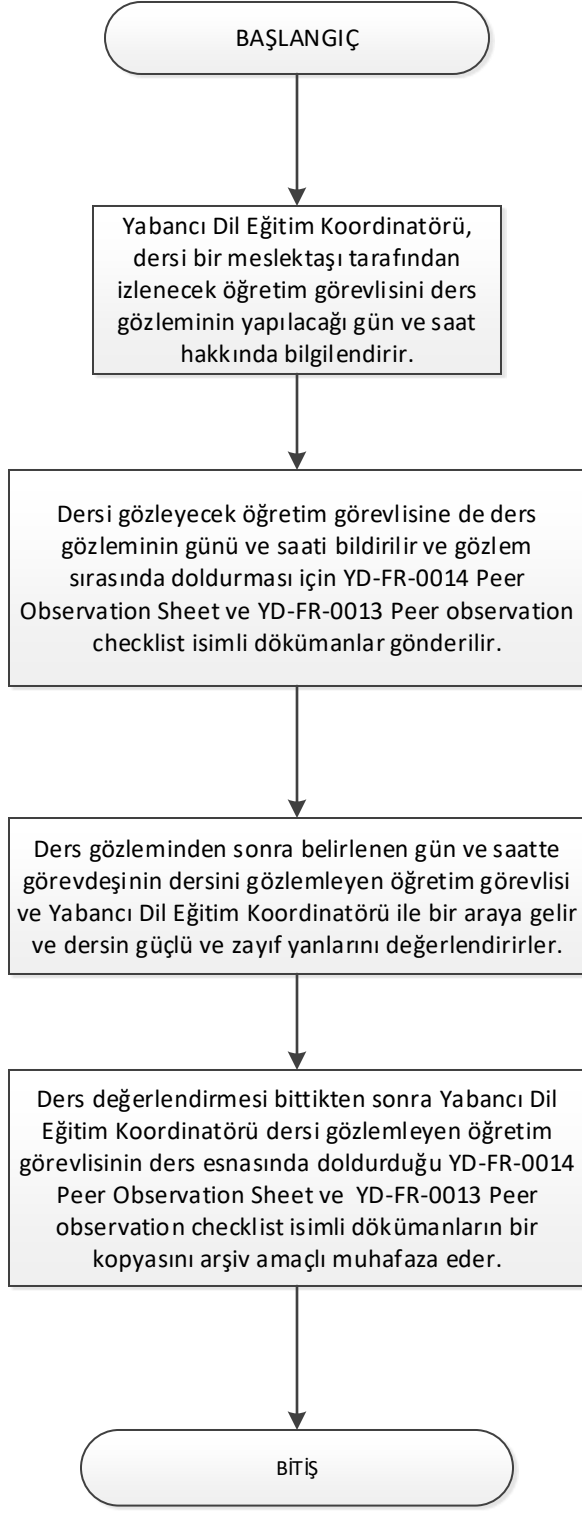 BAŞLANGIÇ
Yabancı Dil Eğitim Koordinatörü,
dersi bir meslektaşı tarafından
izlenecek öğretim görevlisini ders
gözleminin yapılacağı gün ve saat
hakkında bilgilendirir.
Dersi gözleyecek öğretim görevlisine de ders
gözleminin günü ve saati bildirilir ve gözlem
sırasında doldurması için YD-FR-0014 Peer
Observation Sheet ve YD-FR-0013 Peer observation
checklist isimli dökümanlar gönderilir.
Ders gözleminden sonra belirlenen gün ve saatte
görevdeşinin dersini gözlemleyen öğretim görevlisi
ve Yabancı Dil Eğitim Koordinatörü ile bir araya gelir
ve dersin güçlü ve zayıf yanlarını değerlendirirler.
Ders değerlendirmesi bittikten sonra Yabancı Dil
Eğitim Koordinatörü dersi gözlemleyen öğretim
görevlisinin ders esnasında doldurduğu YD-FR-0014
Peer Observation Sheet ve YD-FR-0013 Peer
observation checklist isimli dökümanların bir
kopyasını arşiv amaçlı muhafaza eder.
BİTİŞ